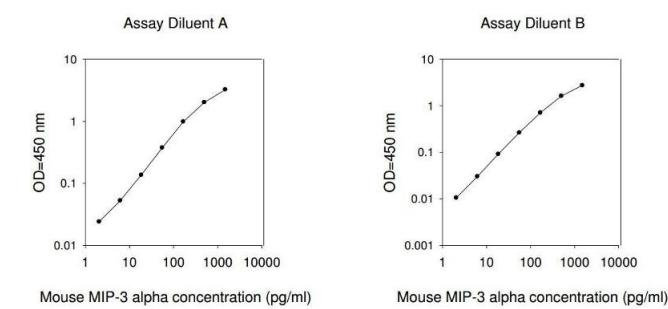 Assay Diluent A
10
1
0.1
0.01
OD=450 nm
1 10 100 1000 10000
Mouse MIP-3 alpha concentration (pg/ml)
Assay Diluent B
10
1
0.1
0.01
0.001
OD=450 nm
1 10 100 1000 10000
Mouse MIP-3 alpha concentration (pg/ml)